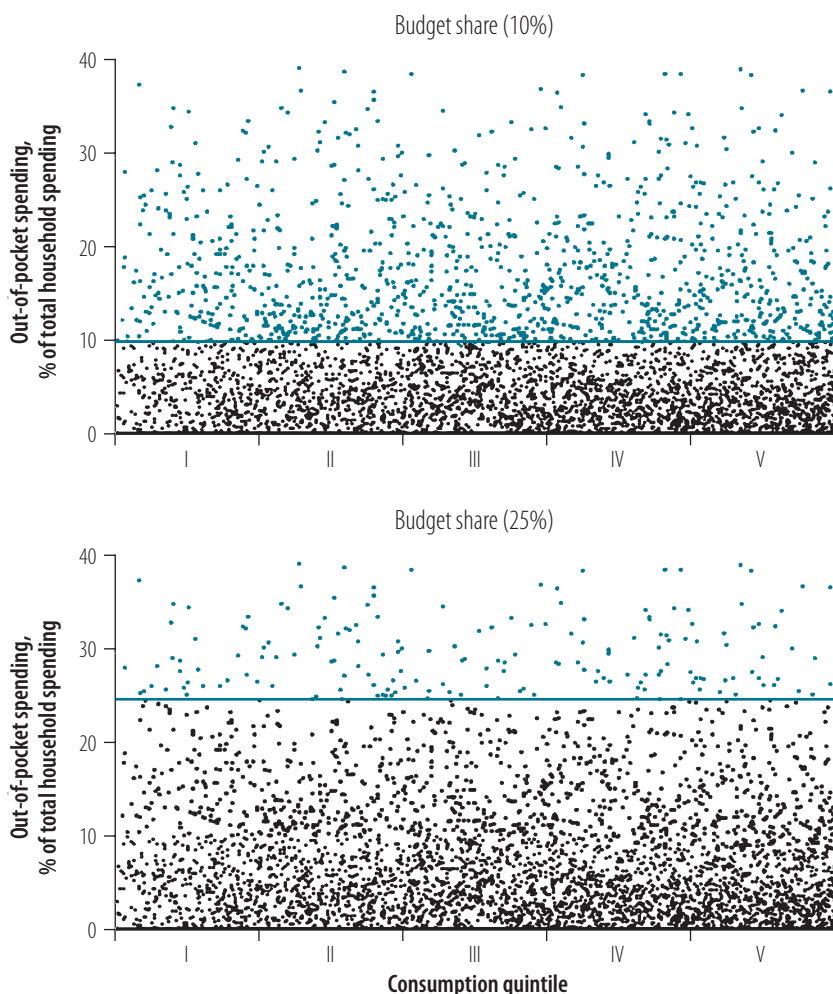 Budget share (10%)
Out-of-pocket spending,
% of total household spending
40
30
20
10
0
I II III IV V
Budget share (25%)
Out-of-pocket spending,
% of total household spending
40
30
20
10
0
I II III IV V
Consumption quintile